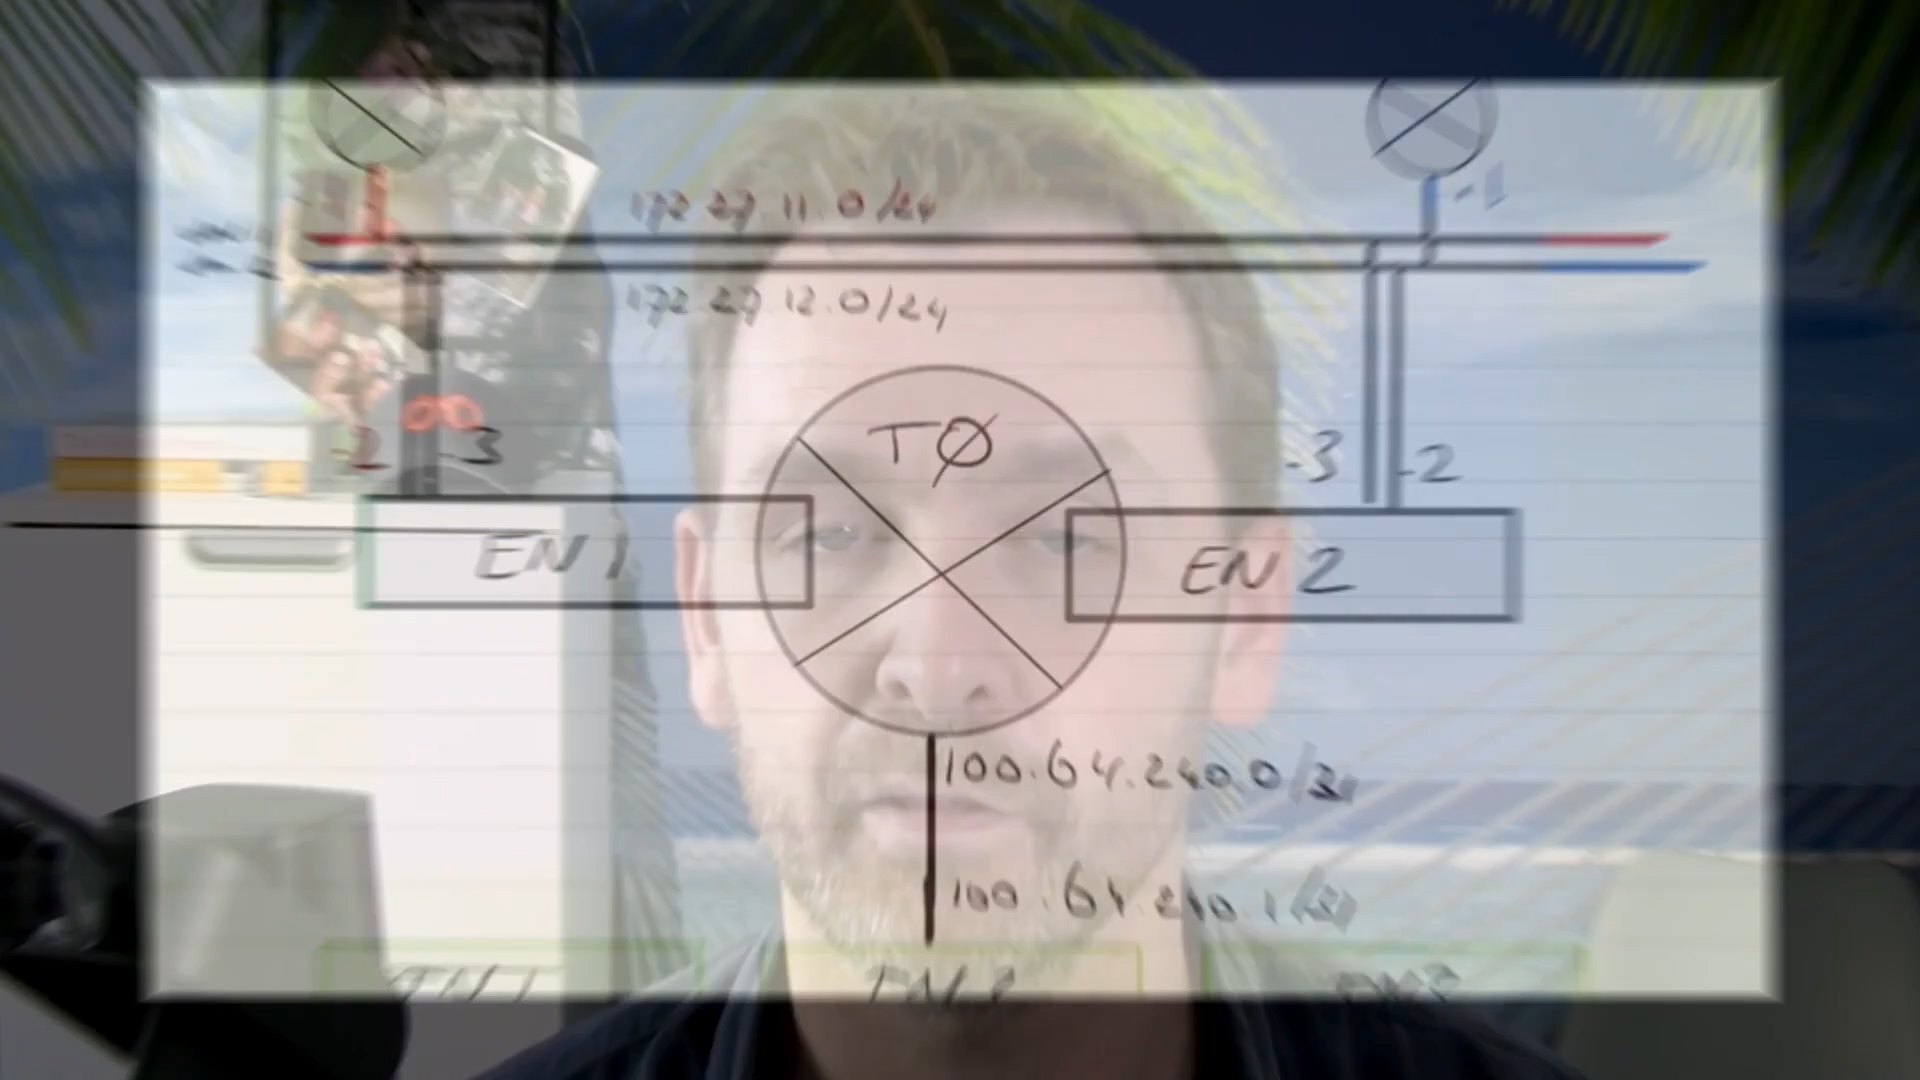 -1
172.27.11.0/24
172.27.12.0/24
-2 -3
TØ
-3 -2
EN 1
EN 2
100.64.240.0/31
100.64.240.1